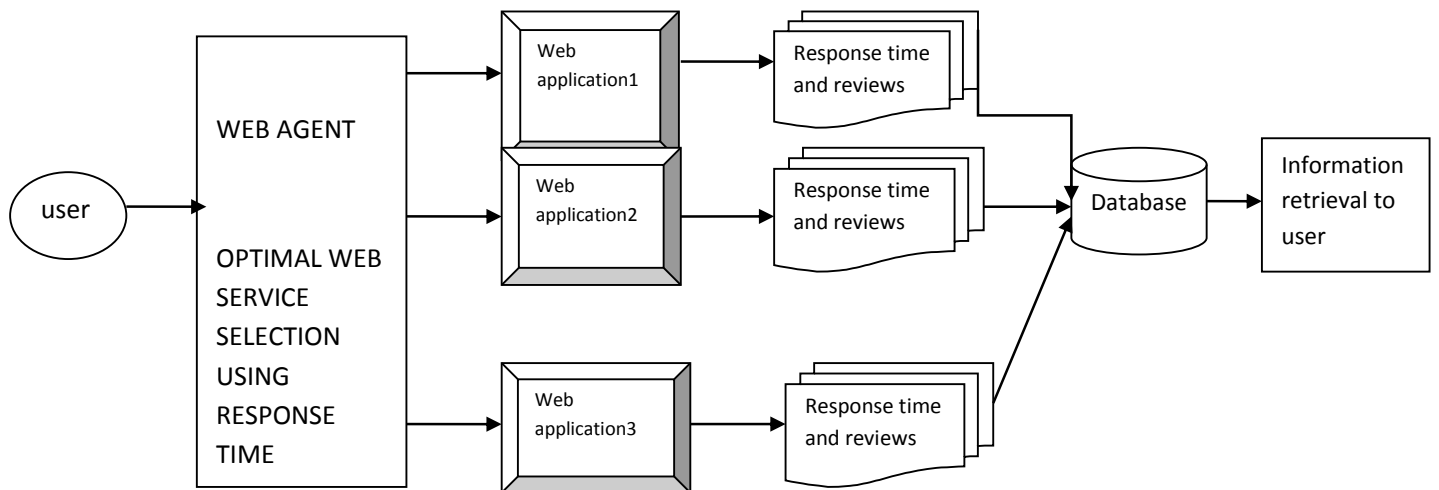 user
WEB AGENT
OPTIMAL WEB
SERVICE
SELECTION
USING
RESPONSE
TIME
Web
application1
Response time
and reviews
Web
application2
Response time
and reviews
Web
application3
Response time
and reviews
Database
Information
retrieval to
user